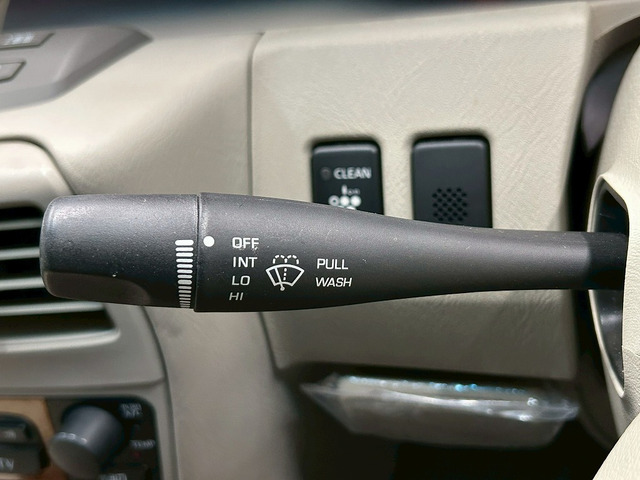 CLEAN
OFF
INT
LO
HI
PULL
WASH